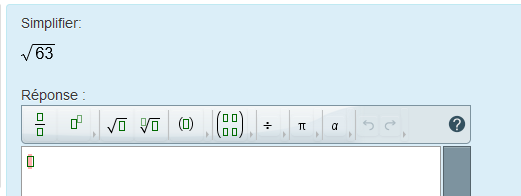 Simplifier:
√63
Réponse :
√ √ (▯) ÷ π α ?